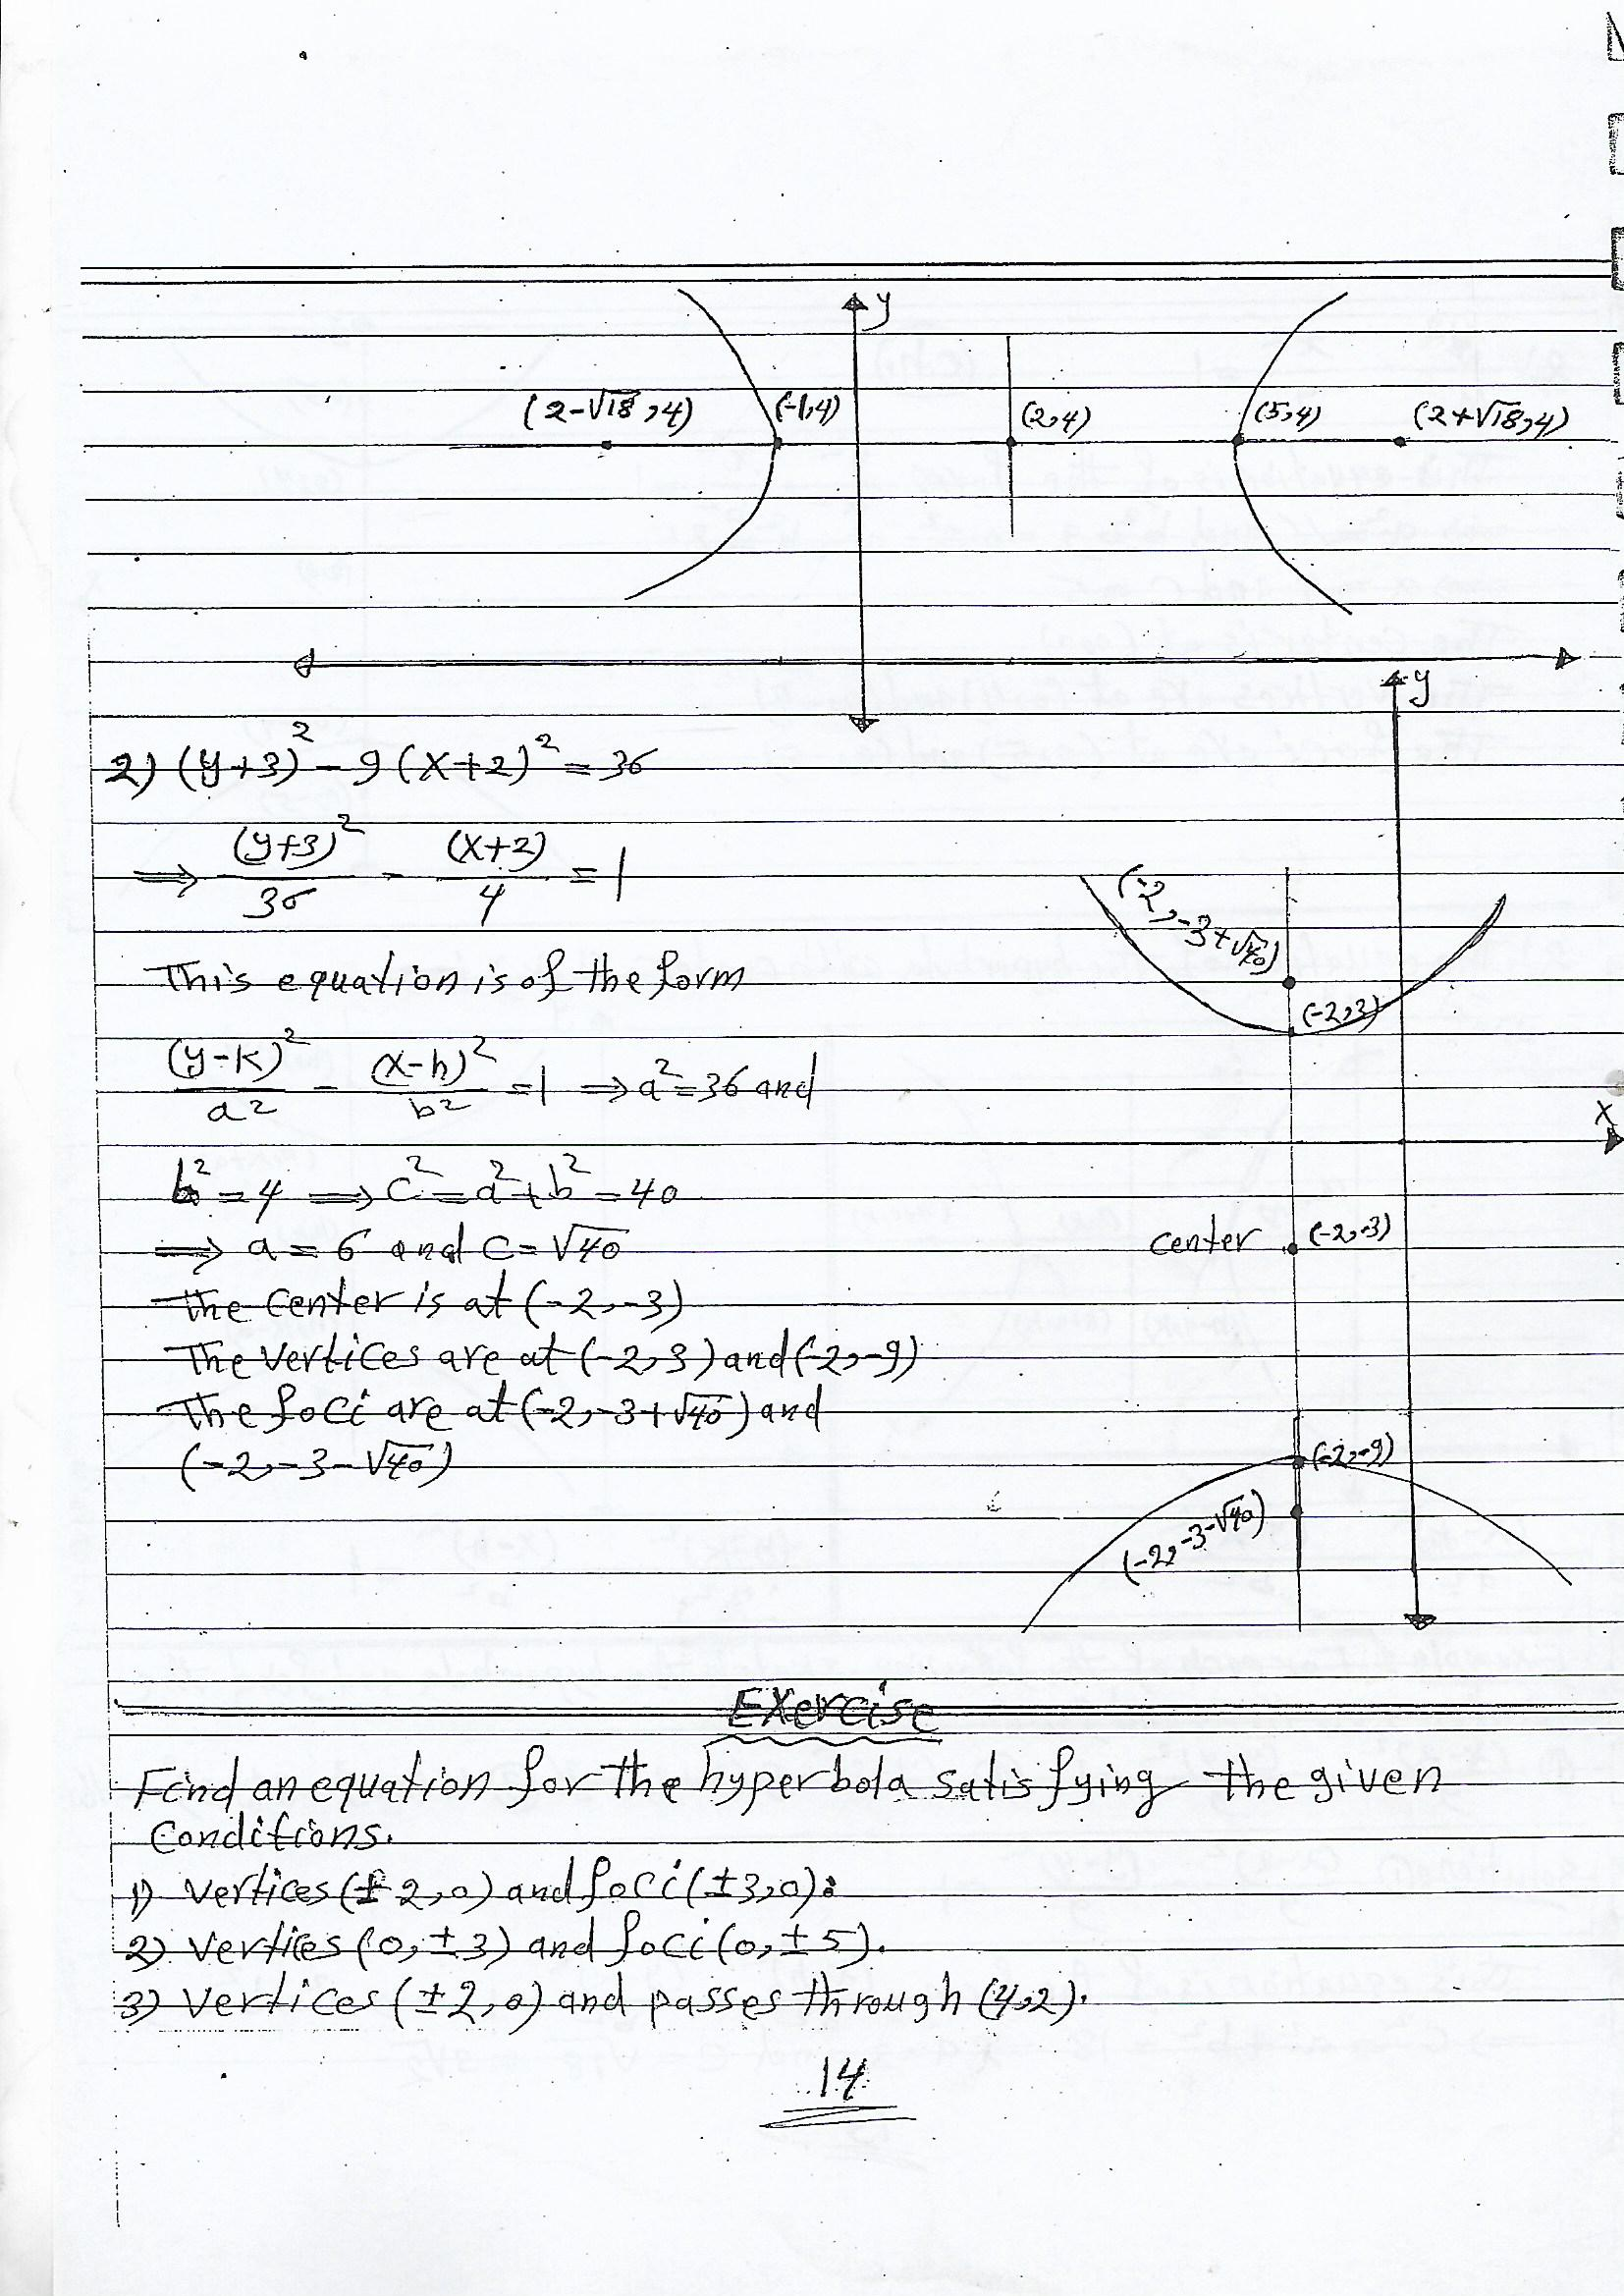 y
(2-√18, 4) (-1,4) (2,4) (5,4) (2+√18, 4)
y
2) (y+3)² - 9(x+2)² = 36
⟹ (y+3)²/36 - (x+2)/4 = 1
(-2, -3+√40)
This equation is of the form
(-2,3)
(y-k)²/a² - (x-h)²/b² = 1 ⟹ a² = 36 and
x
b² = 4 ⟹ c² = a² + b² = 40
⟹ a = 6 and c = √40
center (-2,-3)
The center is at (-2,-3)
The vertices are at (-2,3) and (-2,-9)
The foci are at (-2,-3+√40) and
(-2,-3-√40)
(-2,-9)
(-2, -3-√40)
Exercise
Find an equation for the hyperbola satisfying the given
Conditions.
1) Vertices (±2,0) and foci (±3,0).
2) Vertices (0,±3) and foci (0,±5).
3) Vertices (±2,0) and passes through (4,2).
14